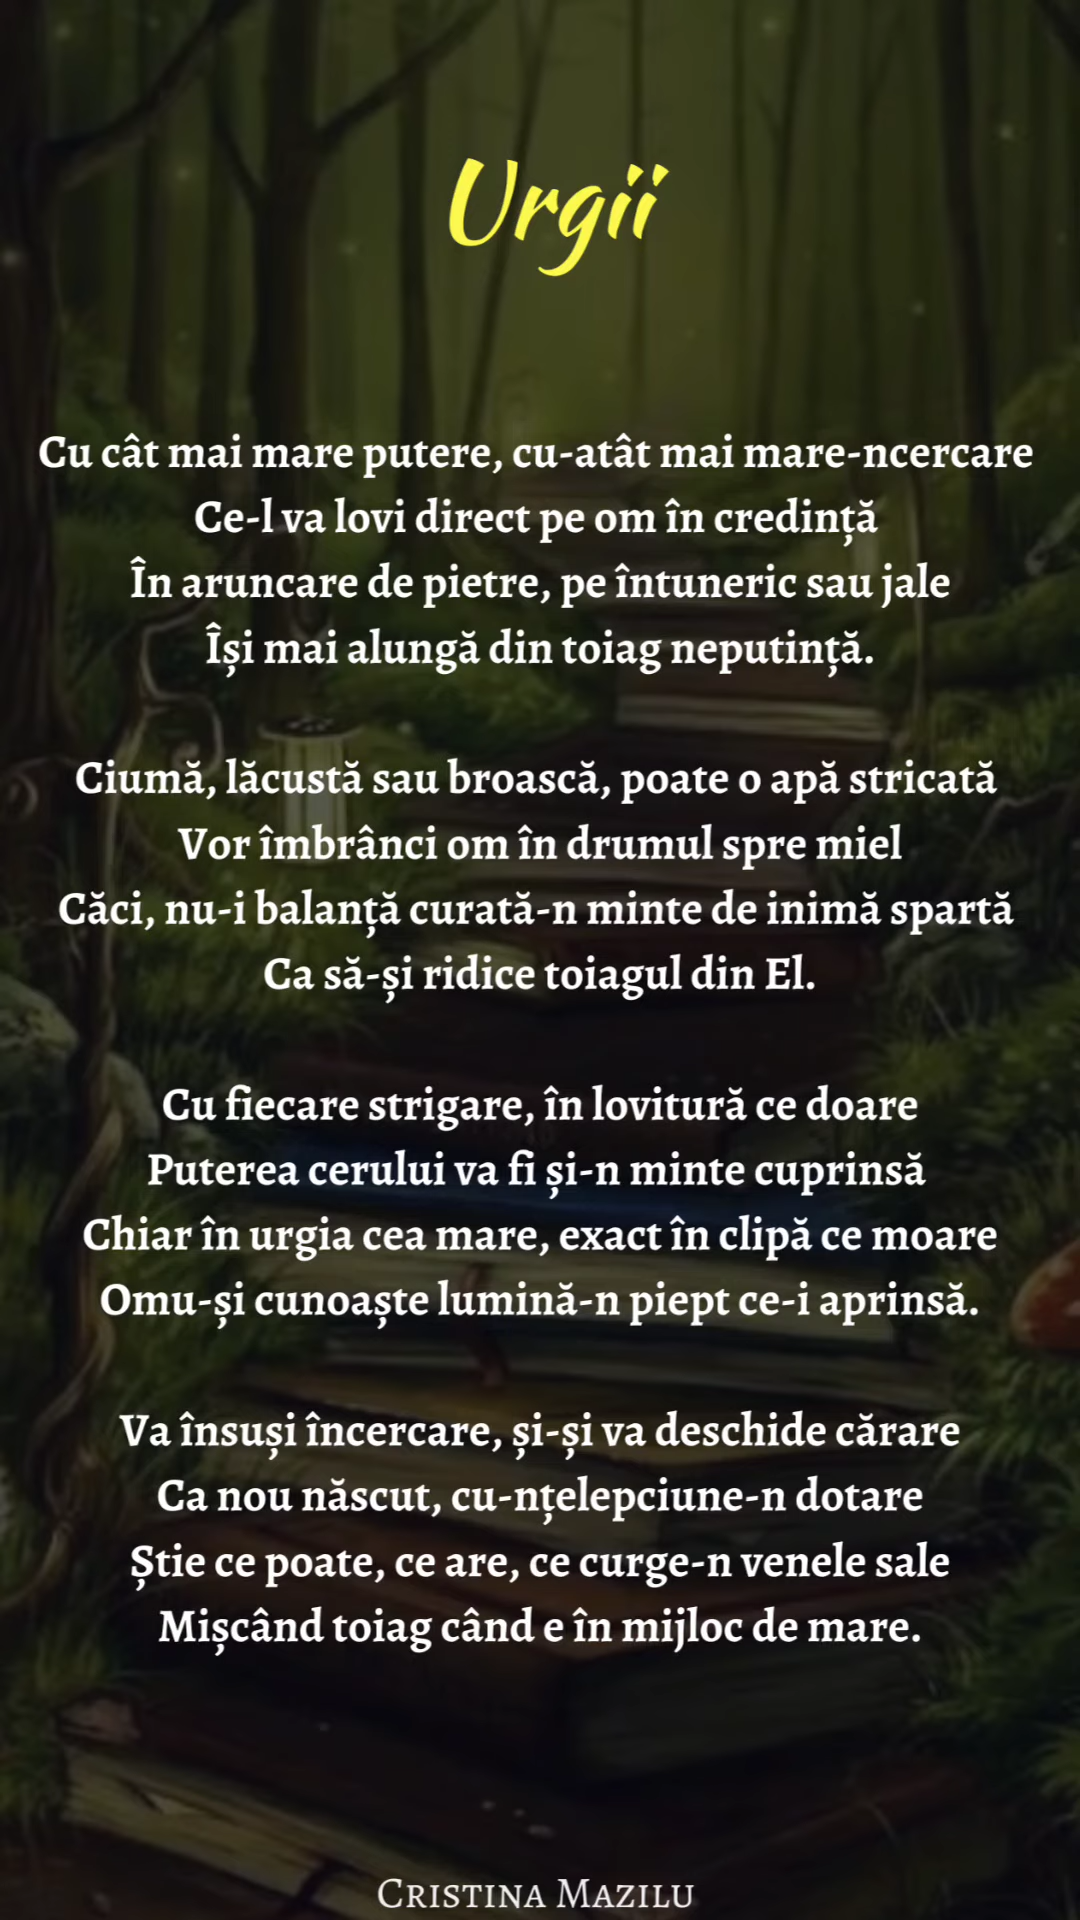 Urgii
Cu cât mai mare putere, cu-atât mai mare-ncercare
Ce-l va lovi direct pe om în credință
În aruncare de pietre, pe întuneric sau jale
Își mai alungă din toiag neputință.
Ciumă, lăcustă sau broască, poate o apă stricată
Vor îmbrânci om în drumul spre miel
Căci, nu-i balanță curată-n minte de inimă spartă
Ca să-și ridice toiagul din El.
Cu fiecare strigare, în lovitură ce doare
Puterea cerului va fi și-n minte cuprinsă
Chiar în urgia cea mare, exact în clipă ce moare
Omu-și cunoaște lumină-n piept ce-i aprinsă.
Va însuși încercare, și-și va deschide cărare
Ca nou născut, cu-nțelepciune-n dotare
Știe ce poate, ce are, ce curge-n venele sale
Mișcând toiag când e în mijloc de mare.
Cristina Mazilu